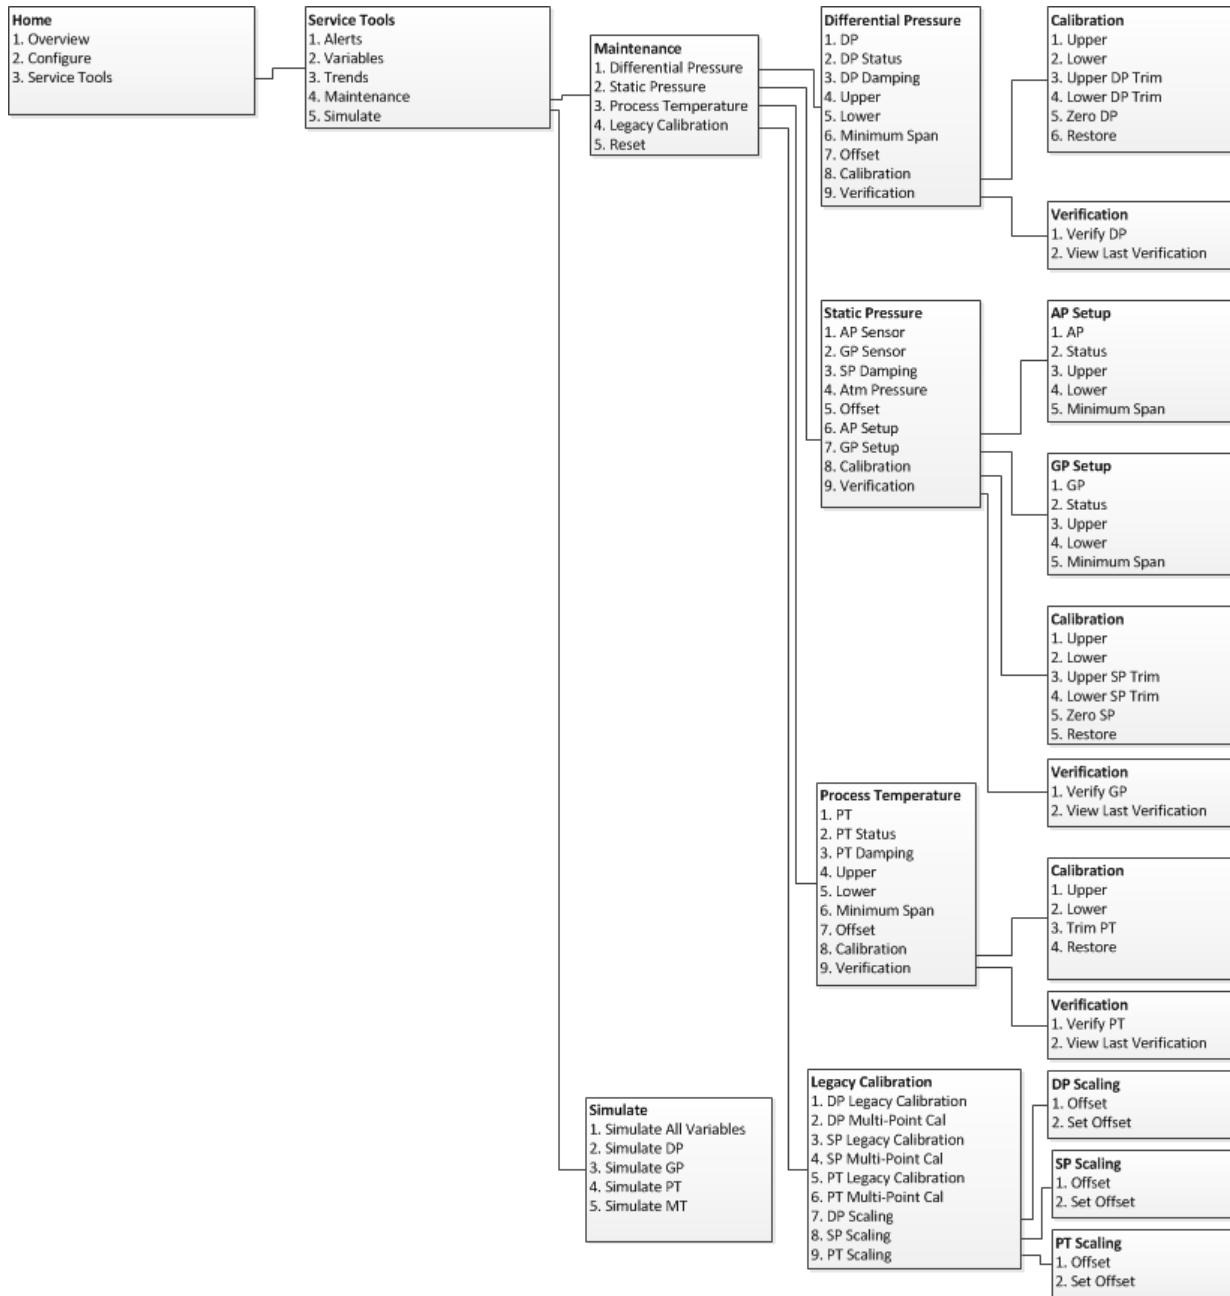 Home
1. Overview
2. Configure
3. Service Tools
Service Tools
1. Alerts
2. Variables
3. Trends
4. Maintenance
5. Simulate
Maintenance
1. Differential Pressure
2. Static Pressure
3. Process Temperature
4. Legacy Calibration
5. Reset
Differential Pressure
1. DP
2. DP Status
3. DP Damping
4. Upper
5. Lower
6. Minimum Span
7. Offset
8. Calibration
9. Verification
Calibration
1. Upper
2. Lower
3. Upper DP Trim
4. Lower DP Trim
5. Zero DP
6. Restore
Verification
1. Verify DP
2. View Last Verification
Static Pressure
1. AP Sensor
2. GP Sensor
3. SP Damping
4. Atm Pressure
5. Offset
6. AP Setup
7. GP Setup
8. Calibration
9. Verification
AP Setup
1. AP
2. Status
3. Upper
4. Lower
5. Minimum Span
GP Setup
1. GP
2. Status
3. Upper
4. Lower
5. Minimum Span
Calibration
1. Upper
2. Lower
3. Upper SP Trim
4. Lower SP Trim
5. Zero SP
5. Restore
Verification
1. Verify GP
2. View Last Verification
Process Temperature
1. PT
2. PT Status
3. PT Damping
4. Upper
5. Lower
6. Minimum Span
7. Offset
8. Calibration
9. Verification
Calibration
1. Upper
2. Lower
3. Trim PT
4. Restore
Verification
1. Verify PT
2. View Last Verification
Legacy Calibration
1. DP Legacy Calibration
2. DP Multi-Point Cal
3. SP Legacy Calibration
4. SP Multi-Point Cal
5. PT Legacy Calibration
6. PT Multi-Point Cal
7. DP Scaling
8. SP Scaling
9. PT Scaling
DP Scaling
1. Offset
2. Set Offset
SP Scaling
1. Offset
2. Set Offset
PT Scaling
1. Offset
2. Set Offset
Simulate
1. Simulate All Variables
2. Simulate DP
3. Simulate GP
4. Simulate PT
5. Simulate MT